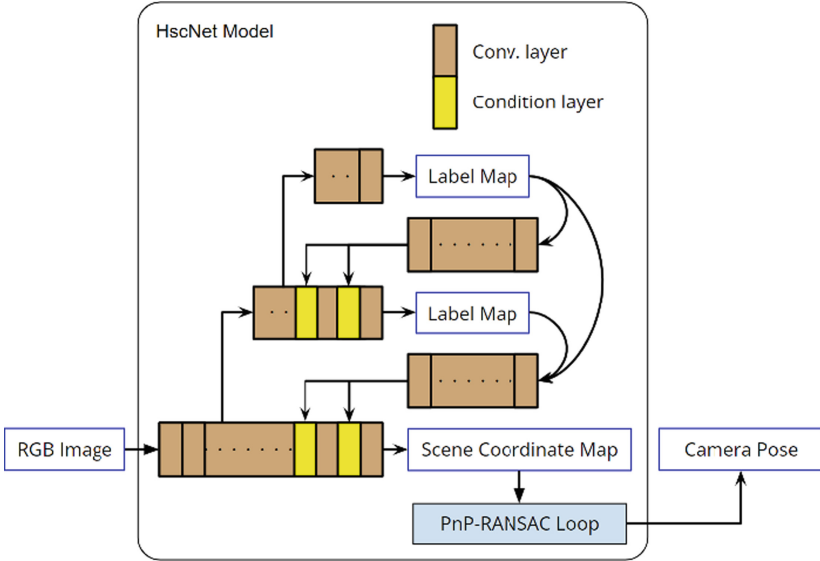 HscNet Model
Conv. layer
Condition layer
Label Map
Label Map
RGB Image
Scene Coordinate Map
Camera Pose
PnP-RANSAC Loop